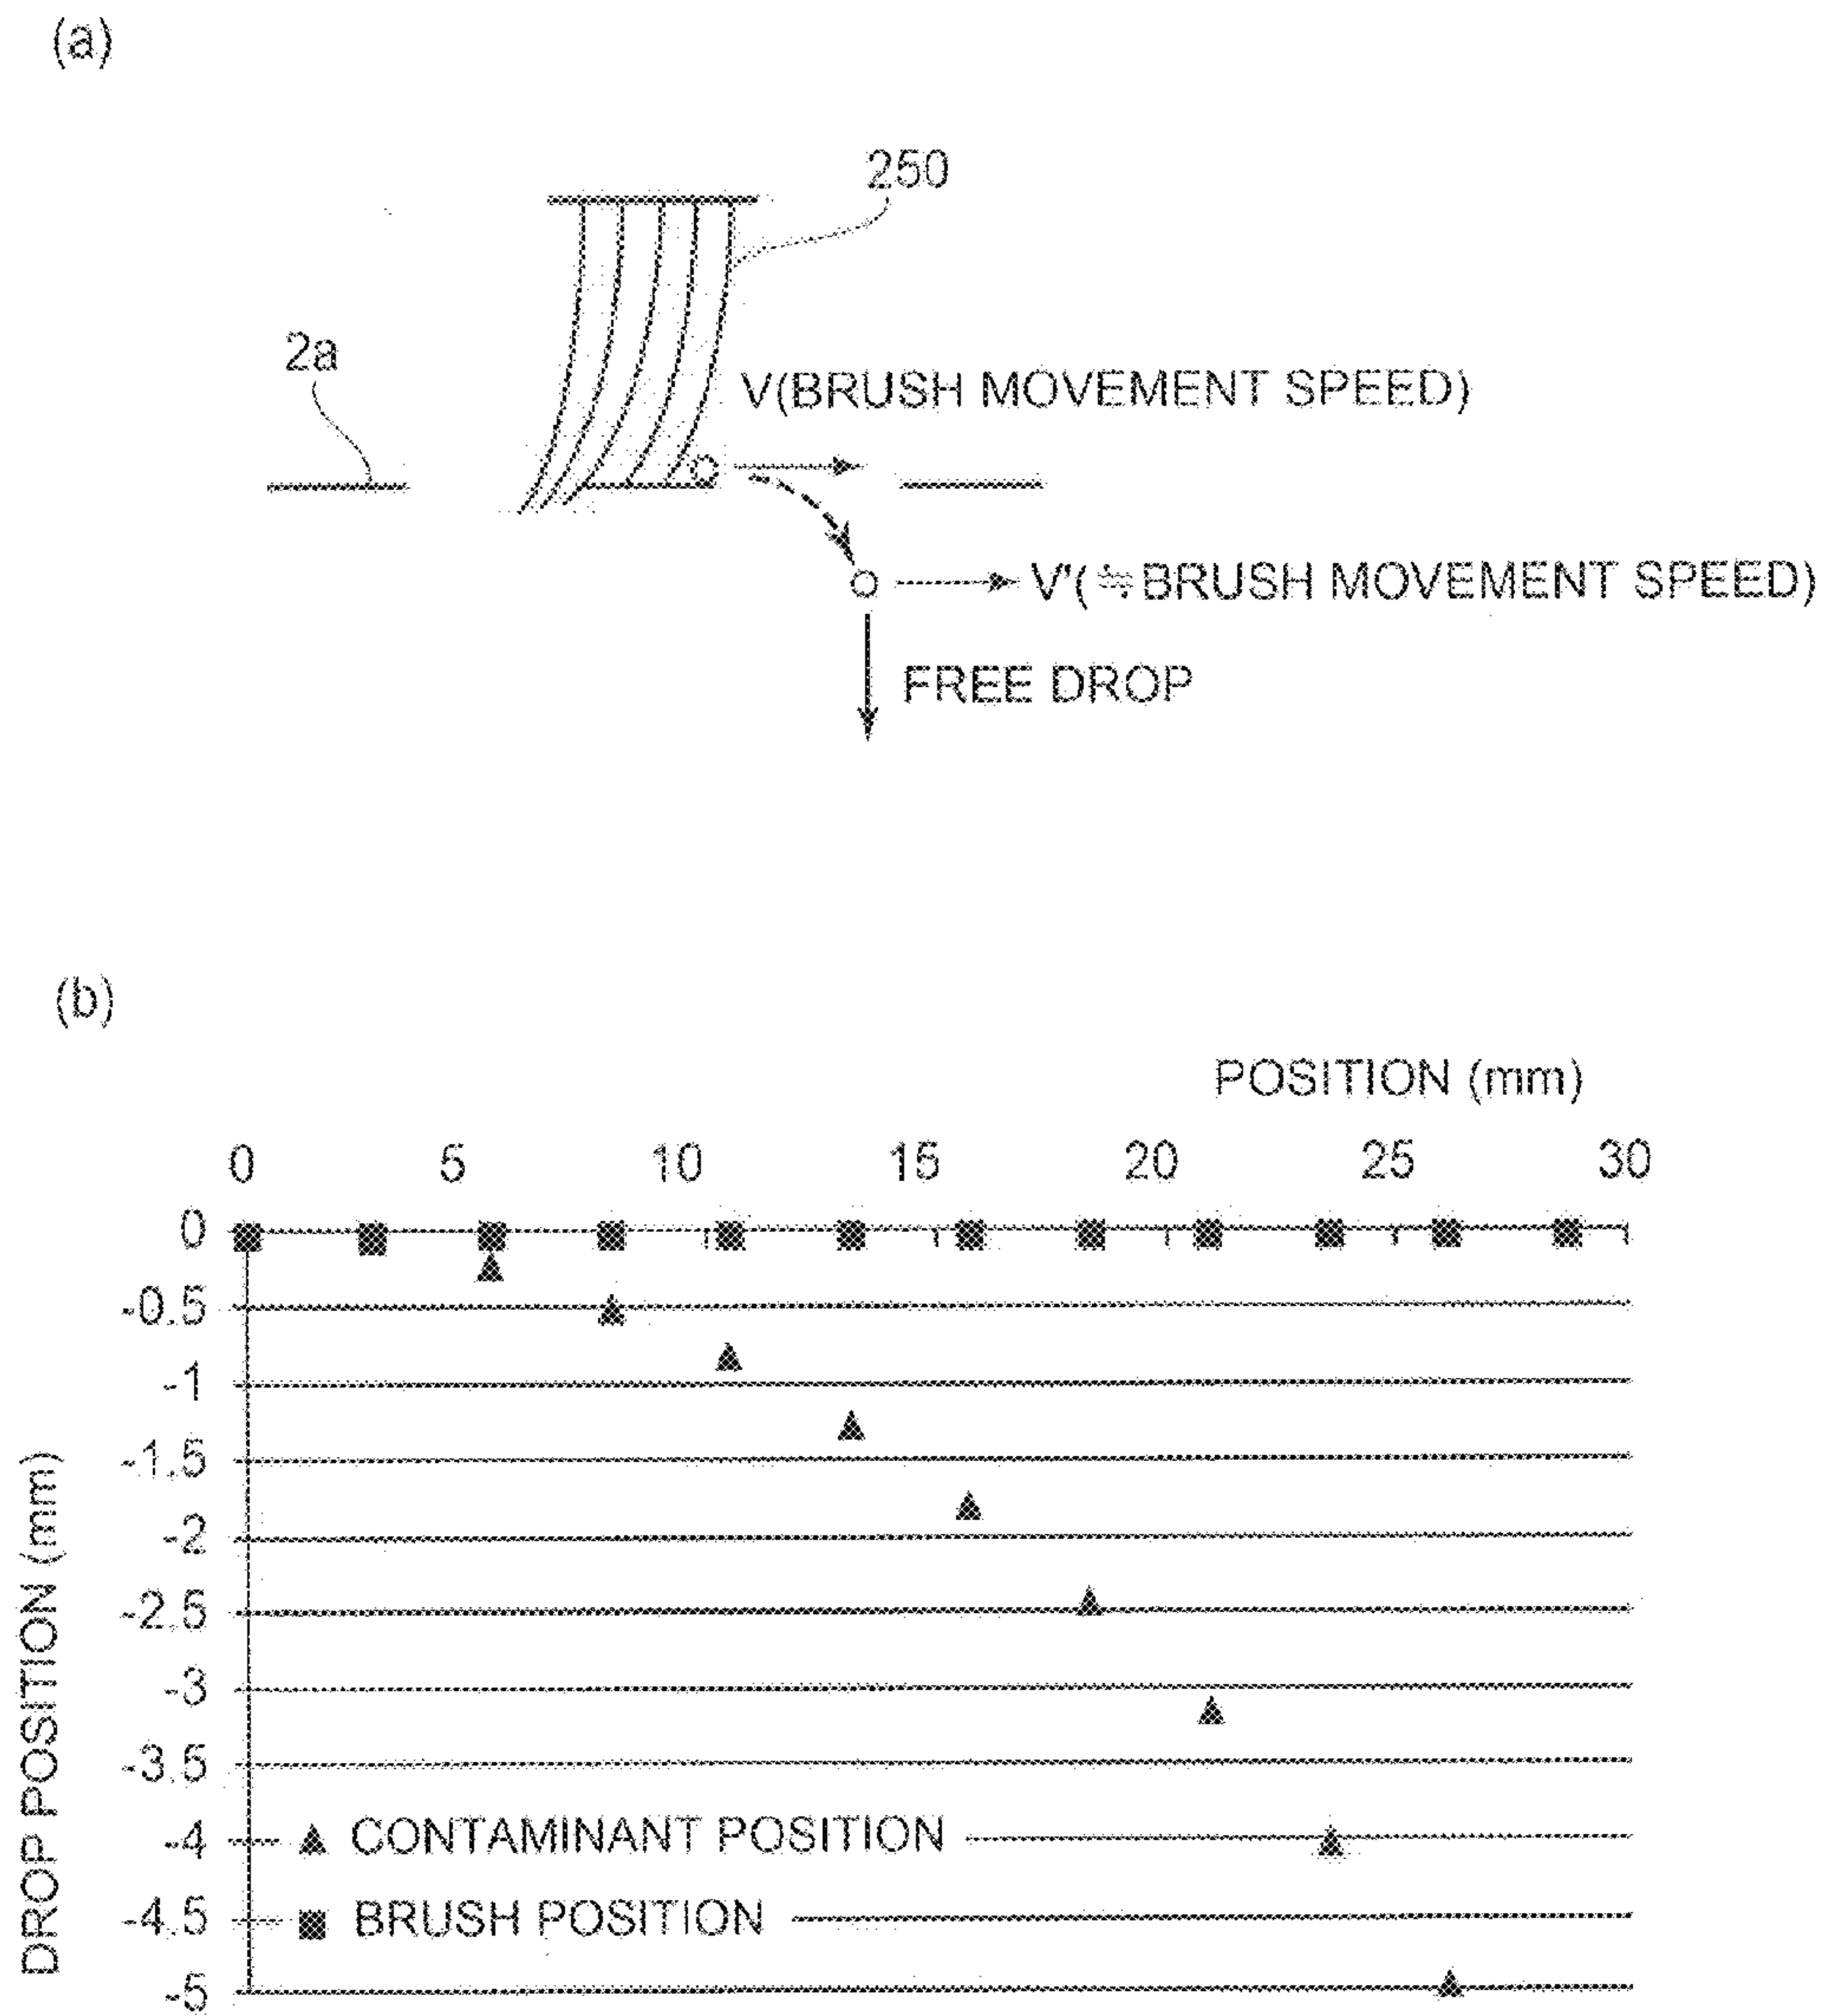 (a)
250
2a
V(BRUSH MOVEMENT SPEED)
V'(≒BRUSH MOVEMENT SPEED)
FREE DROP
(b)
POSITION (mm)
0 5 10 15 20 25 30
0
-0.5
-1
-1.5
-2
-2.5
-3
-3.5
-4
-4.5
-5
DROP POSITION (mm)
▲ CONTAMINANT POSITION
■ BRUSH POSITION